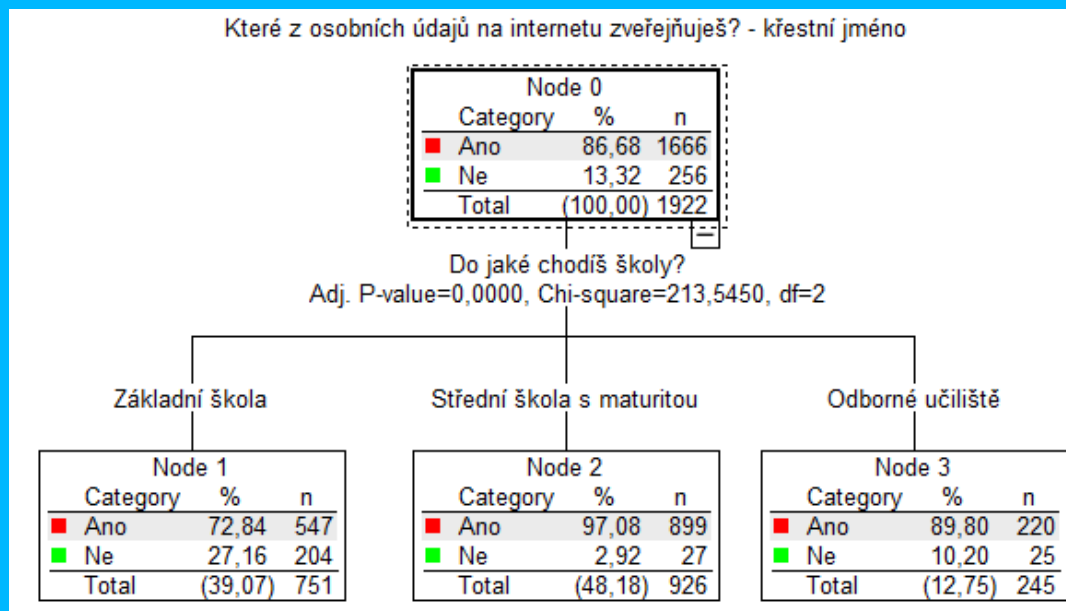 Které z osobních údajů na internetu zveřejňuješ? - křestní jméno
Node 0
Category % n
Ano 86,68 1666
Ne 13,32 256
Total (100,00) 1922
Do jaké chodíš školy?
Adj. P-value=0,0000, Chi-square=213,5450, df=2
Základní škola
Střední škola s maturitou
Odborné učiliště
Node 1
Category % n
Ano 72,84 547
Ne 27,16 204
Total (39,07) 751
Node 2
Category % n
Ano 97,08 899
Ne 2,92 27
Total (48,18) 926
Node 3
Category % n
Ano 89,80 220
Ne 10,20 25
Total (12,75) 245